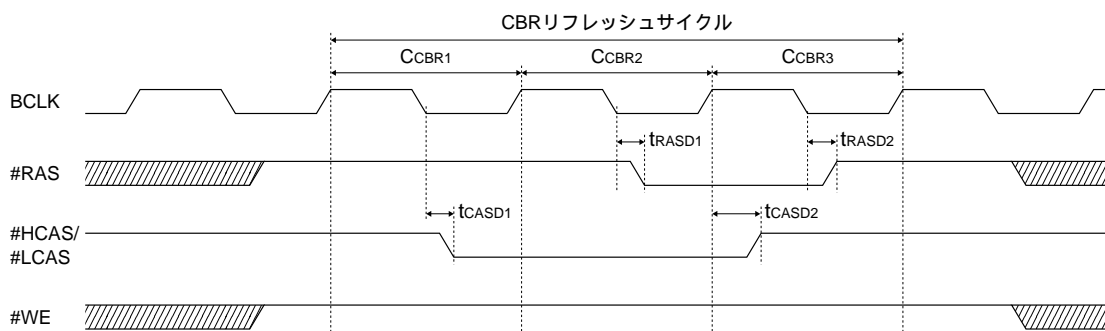 CBRリフレッシュサイクル
CCBR1 CCBR2 CCBR3
BCLK
tRASD1 tRASD2
#RAS
tCASD1 tCASD2
#HCAS/
#LCAS
#WE